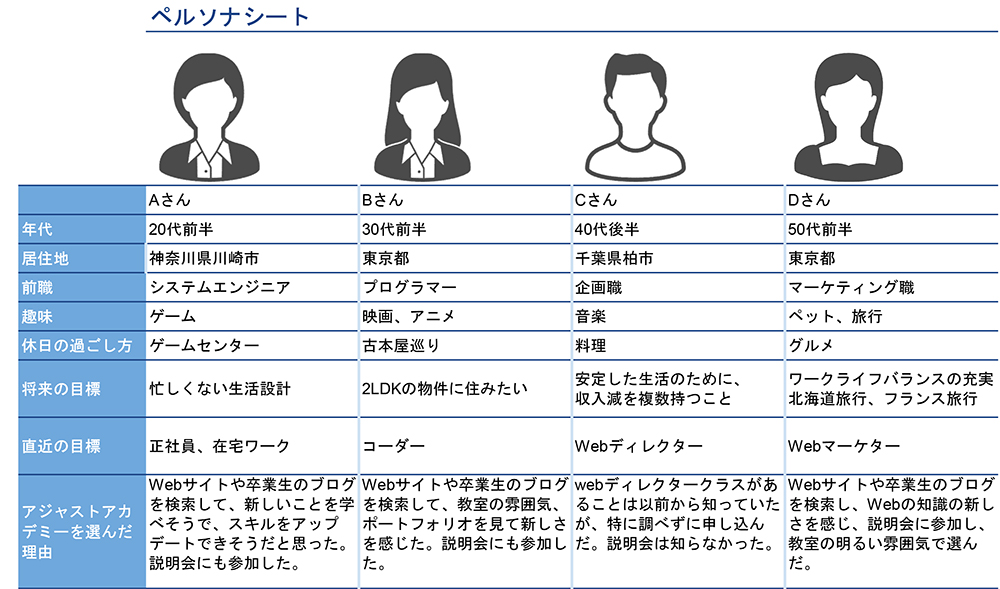 ペルソナシート
Aさん
Bさん
Cさん
Dさん
年代
20代前半
30代前半
40代後半
50代前半
居住地
神奈川県川崎市
東京都
千葉県柏市
東京都
前職
システムエンジニア
プログラマー
企画職
マーケティング職
趣味
ゲーム
映画、アニメ
音楽
ペット、旅行
休日の過ごし方
ゲームセンター
古本屋巡り
料理
グルメ
将来の目標
忙しくない生活設計
2LDKの物件に住みたい
安定した生活のために、
収入減を複数持つこと
ワークライフバランスの充実
北海道旅行、フランス旅行
直近の目標
正社員、在宅ワーク
コーダー
Webディレクター
Webマーケター
アジャストアカ
デミーを選んだ
理由
Webサイトや卒業生のブログ
を検索して、新しいことを学
べそうで、スキルをアップ
デートできそうだと思った。
説明会にも参加した。
Webサイトや卒業生のブログ
を検索して、教室の雰囲気、
ポートフォリオを見て新しさ
を感じた。説明会にも参加し
た。
webディレクタークラスがあ
ることは以前から知っていた
が、特に調べずに申し込ん
だ。説明会は知らなかった。
Webサイトや卒業生のブログ
を検索し、Webの知識の新し
さを感じ、説明会に参加し、
教室の明るい雰囲気で選ん
だ。